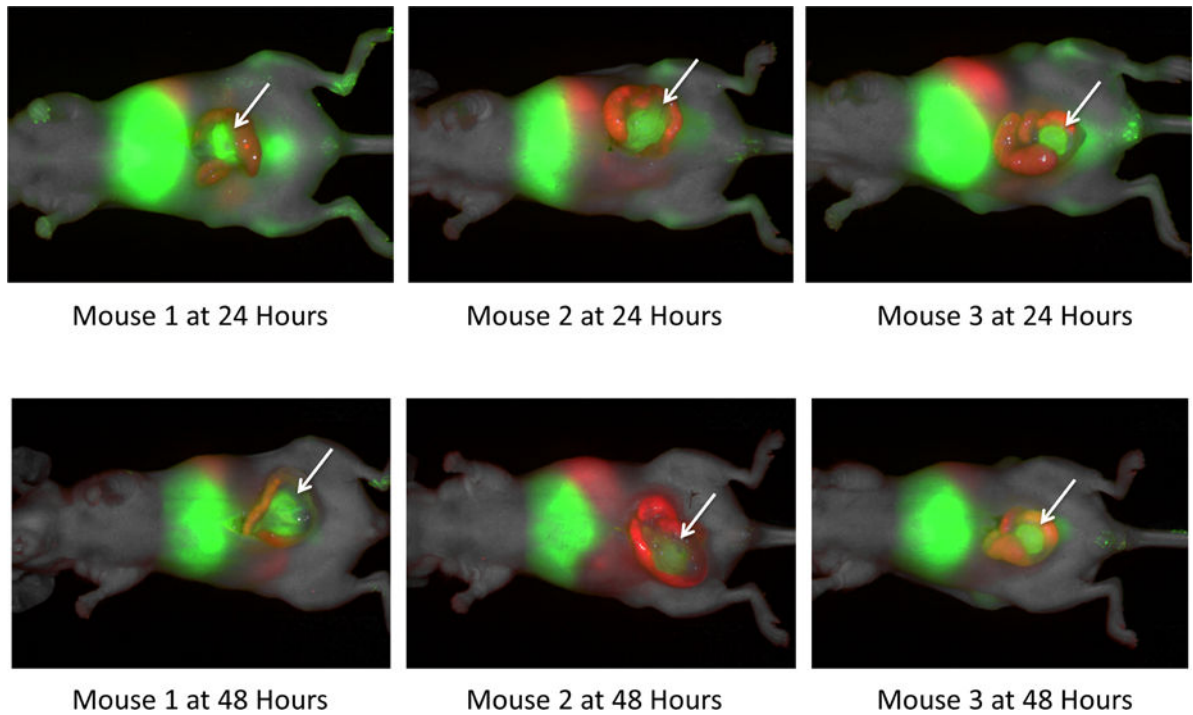 Mouse 1 at 24 Hours
Mouse 2 at 24 Hours
Mouse 3 at 24 Hours
Mouse 1 at 48 Hours
Mouse 2 at 48 Hours
Mouse 3 at 48 Hours